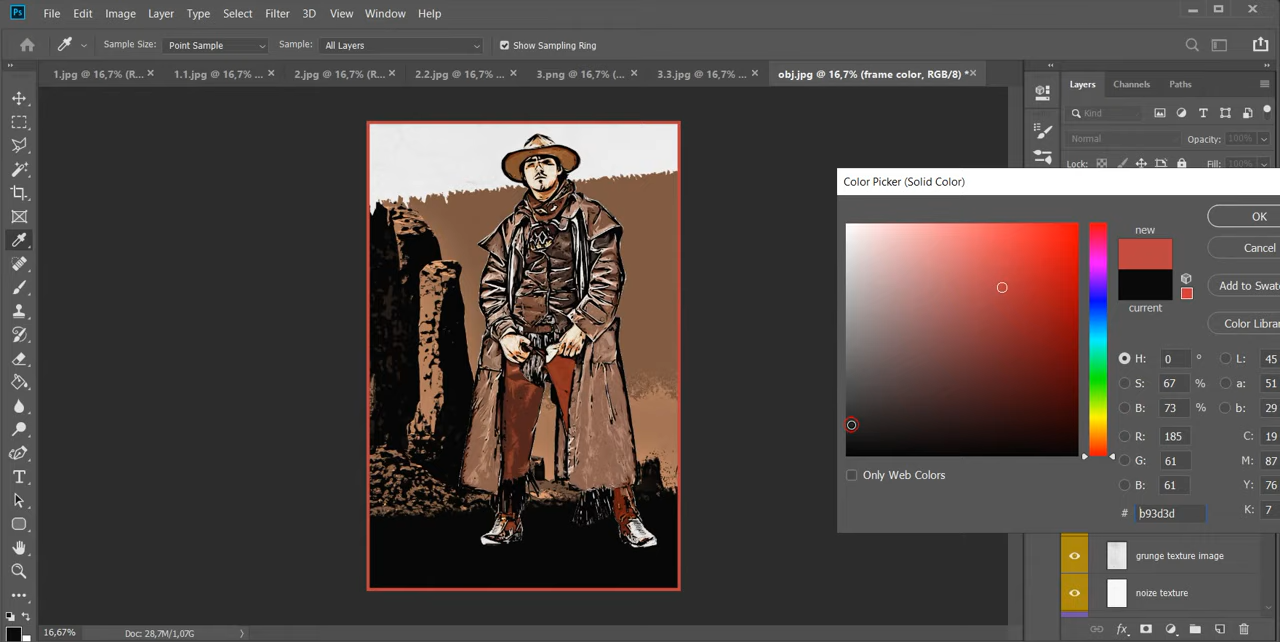 Ps File Edit Image Layer Type Select Filter 3D View Window Help
Sample Size: Point Sample Sample: All Layers Show Sampling Ring
1.jpg @ 16,7% (R... × 1.1.jpg @ 16,7% ... × 2.jpg @ 16,7% (R... × 2.2.jpg @ 16,7% ... × 3.png @ 16,7% (... × 3.3.jpg @ 16,7% ... × obj.jpg @ 16,7% (frame color, RGB/8) * ×
Layers Channels Paths
Kind
Normal Opacity: 100%
Lock: Fill: 100%
Color Picker (Solid Color)
OK
new
Cancel
Add to Swat
current
Color Libra
H: 0 ° L: 45
S: 67 % a: 51
B: 73 % b: 29
R: 185 C: 19
G: 61 M: 87
Only Web Colors
B: 61 Y: 76
# b93d3d K: 7
grunge texture image
noize texture
16,67% Doc: 28,7M/1,07G
fx